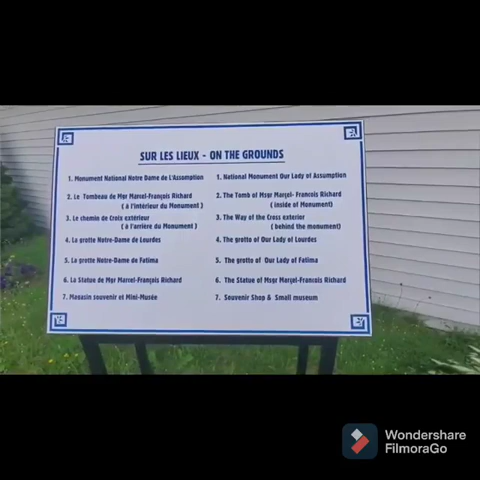 SUR LES LIEUX - ON THE GROUNDS
1. Monument National Notre Dame de L'Assomption
2. Le Tombeau de Mgr Marcel-François Richard
( à l'intérieur du Monument )
3. Le chemin de Croix extérieur
( à l'arrière du Monument )
4. La grotte Notre-Dame de Lourdes
5. La grotte Notre-Dame de Fatima
6. La Statue de Mgr Marcel-François Richard
7. Magasin souvenir et Mini-Musée
1. National Monument Our Lady of Assumption
2. The Tomb of Msgr Marçel- Francois Richard
( inside of Monument )
3. The Way of the Cross exterior
( behind the monument )
4. The grotto of Our Lady of Lourdes
5. The grotto of Our Lady of Fatima
6. The Statue of Msgr Marçel-Francois Richard
7. Souvenir Shop & Small museum
Wondershare
FilmoraGo